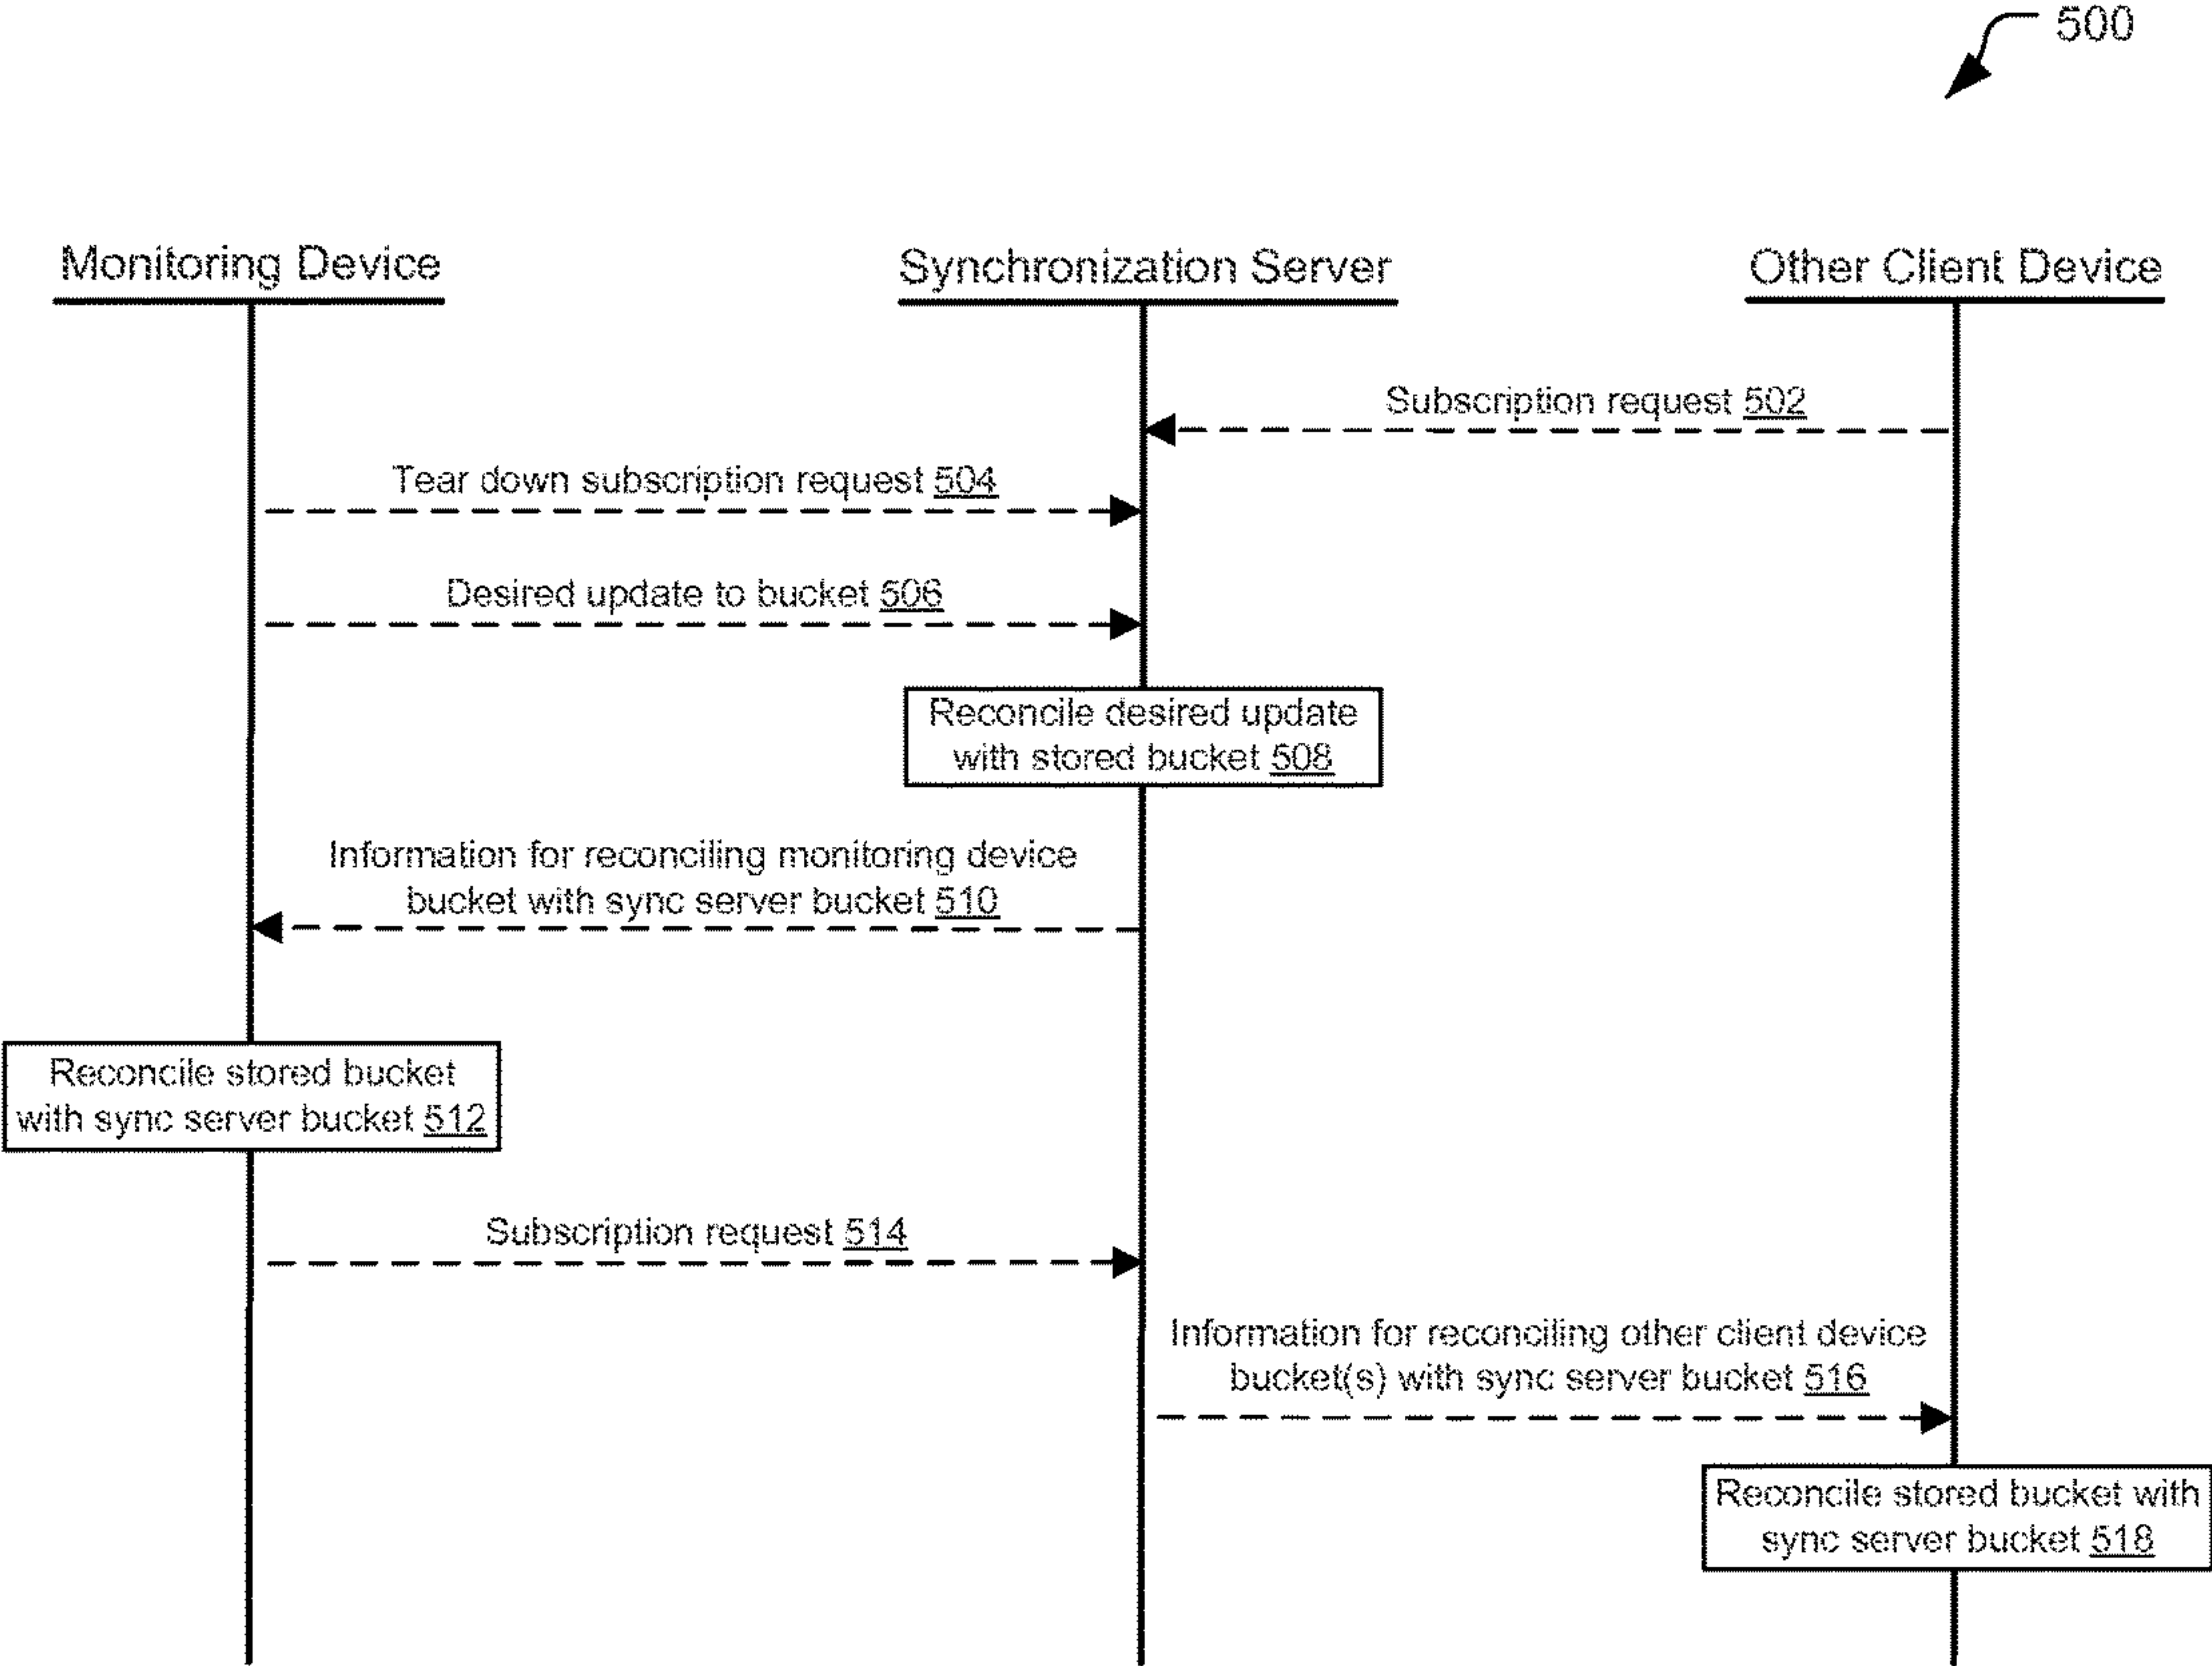 500
Monitoring Device
Synchronization Server
Other Client Device
Subscription request 502
Tear down subscription request 504
Desired update to bucket 506
Reconcile desired update
with stored bucket 508
Information for reconciling monitoring device
bucket with sync server bucket 510
Reconcile stored bucket
with sync server bucket 512
Subscription request 514
Information for reconciling other client device
bucket(s) with sync server bucket 516
Reconcile stored bucket with
sync server bucket 518